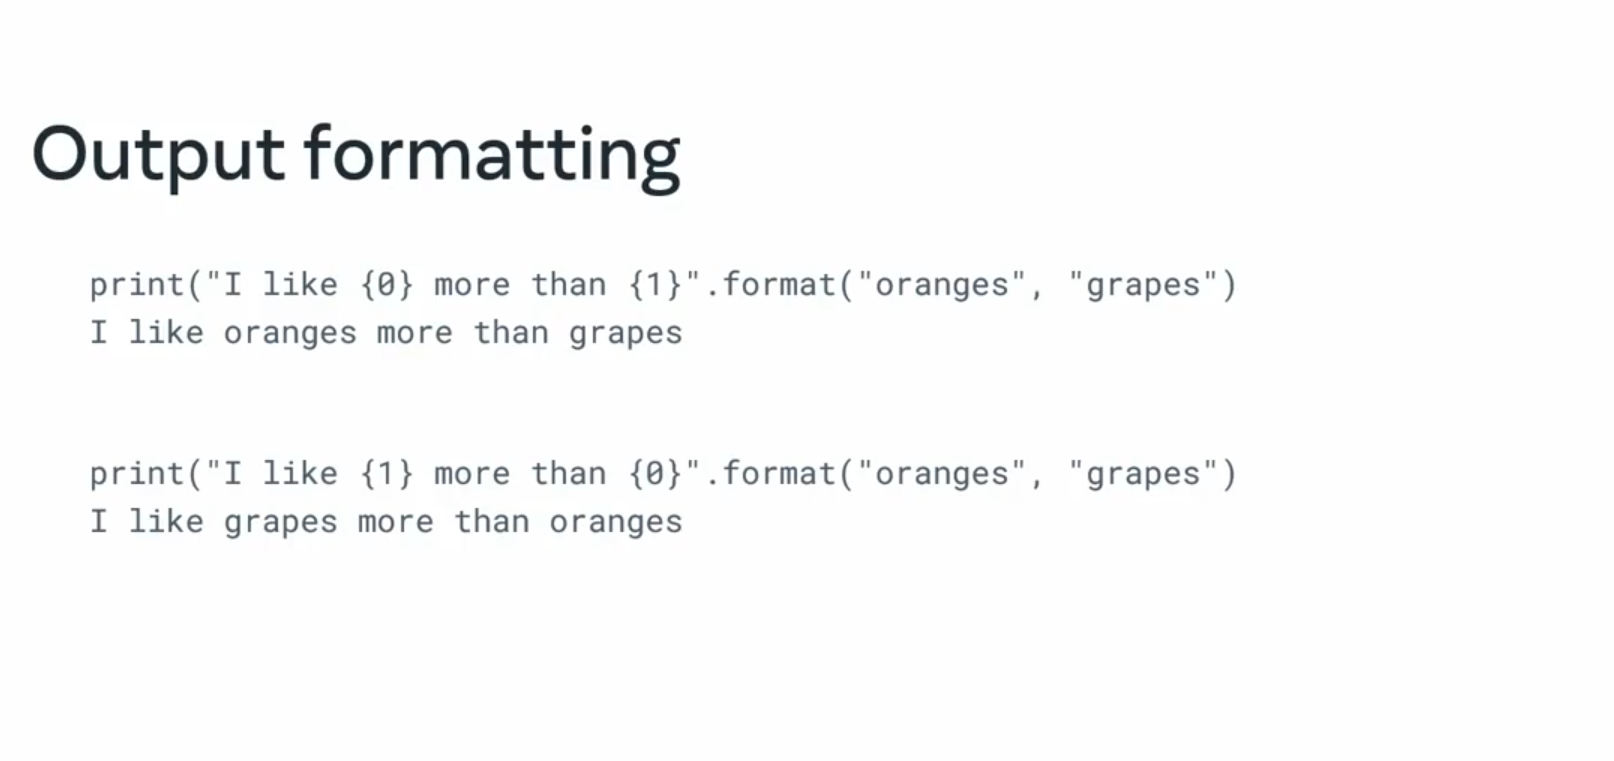 Output formatting
print("I like {0} more than {1}".format("oranges", "grapes")
I like oranges more than grapes
print("I like {1} more than {0}".format("oranges", "grapes")
I like grapes more than oranges